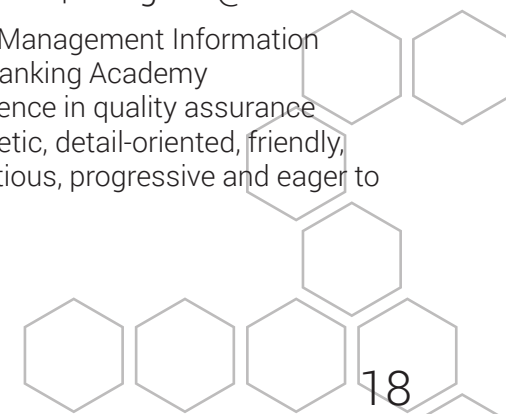 Management Information
anking Academy
ence in quality assurance
etic, detail-oriented, friendly,
tious, progressive and eager to
18